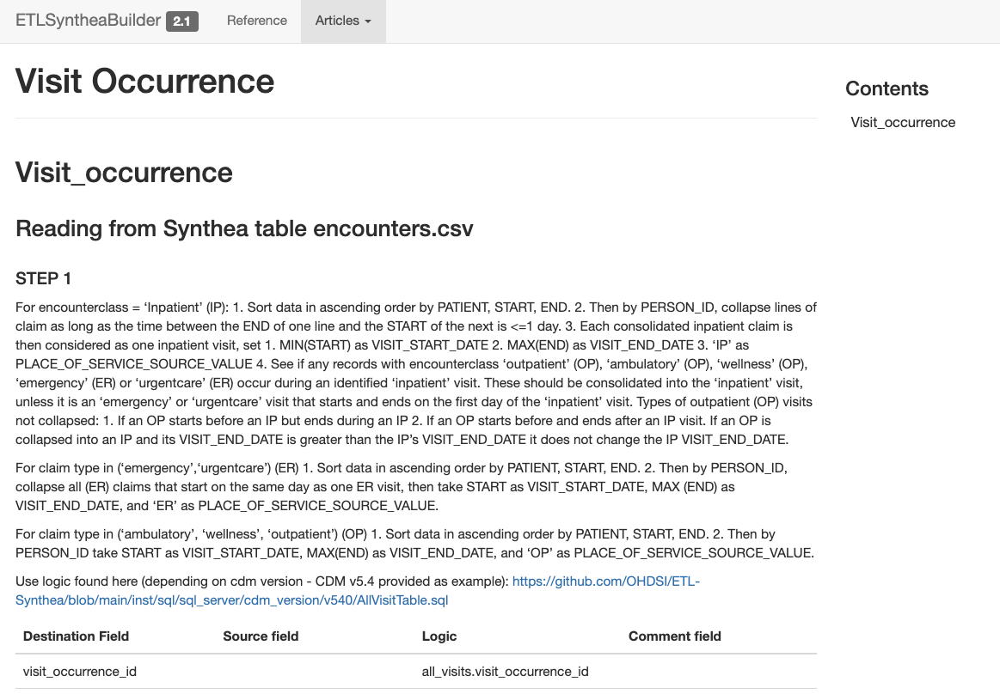 ETLSyntheaBuilder 2.1 Reference Articles
Visit Occurrence
Contents
Visit_occurrence
Visit_occurrence
Reading from Synthea table encounters.csv
STEP 1
For encounterclass = ‘Inpatient’ (IP): 1. Sort data in ascending order by PATIENT, START, END. 2. Then by PERSON_ID, collapse lines of
claim as long as the time between the END of one line and the START of the next is <=1 day. 3. Each consolidated inpatient claim is
then considered as one inpatient visit, set 1. MIN(START) as VISIT_START_DATE 2. MAX(END) as VISIT_END_DATE 3. ‘IP’ as
PLACE_OF_SERVICE_SOURCE_VALUE 4. See if any records with encounterclass ‘outpatient’ (OP), ‘ambulatory’ (OP), ‘wellness’ (OP),
‘emergency’ (ER) or ‘urgentcare’ (ER) occur during an identified ‘inpatient’ visit. These should be consolidated into the ‘inpatient’ visit,
unless it is an ‘emergency’ or ‘urgentcare’ visit that starts and ends on the first day of the ‘inpatient’ visit. Types of outpatient (OP) visits
not collapsed: 1. If an OP starts before an IP but ends during an IP 2. If an OP starts before and ends after an IP visit. If an OP is
collapsed into an IP and its VISIT_END_DATE is greater than the IP’s VISIT_END_DATE it does not change the IP VISIT_END_DATE.
For claim type in (‘emergency’,‘urgentcare’) (ER) 1. Sort data in ascending order by PATIENT, START, END. 2. Then by PERSON_ID,
collapse all (ER) claims that start on the same day as one ER visit, then take START as VISIT_START_DATE, MAX (END) as
VISIT_END_DATE, and ‘ER’ as PLACE_OF_SERVICE_SOURCE_VALUE.
For claim type in (‘ambulatory’, ‘wellness’, ‘outpatient’) (OP) 1. Sort data in ascending order by PATIENT, START, END. 2. Then by
PERSON_ID take START as VISIT_START_DATE, MAX(END) as VISIT_END_DATE, and ‘OP’ as PLACE_OF_SERVICE_SOURCE_VALUE.
Use logic found here (depending on cdm version - CDM v5.4 provided as example): https://github.com/OHDSI/ETL-
Synthea/blob/main/inst/sql/sql_server/cdm_version/v540/AllVisitTable.sql
Destination Field Source field Logic Comment field
visit_occurrence_id all_visits.visit_occurrence_id